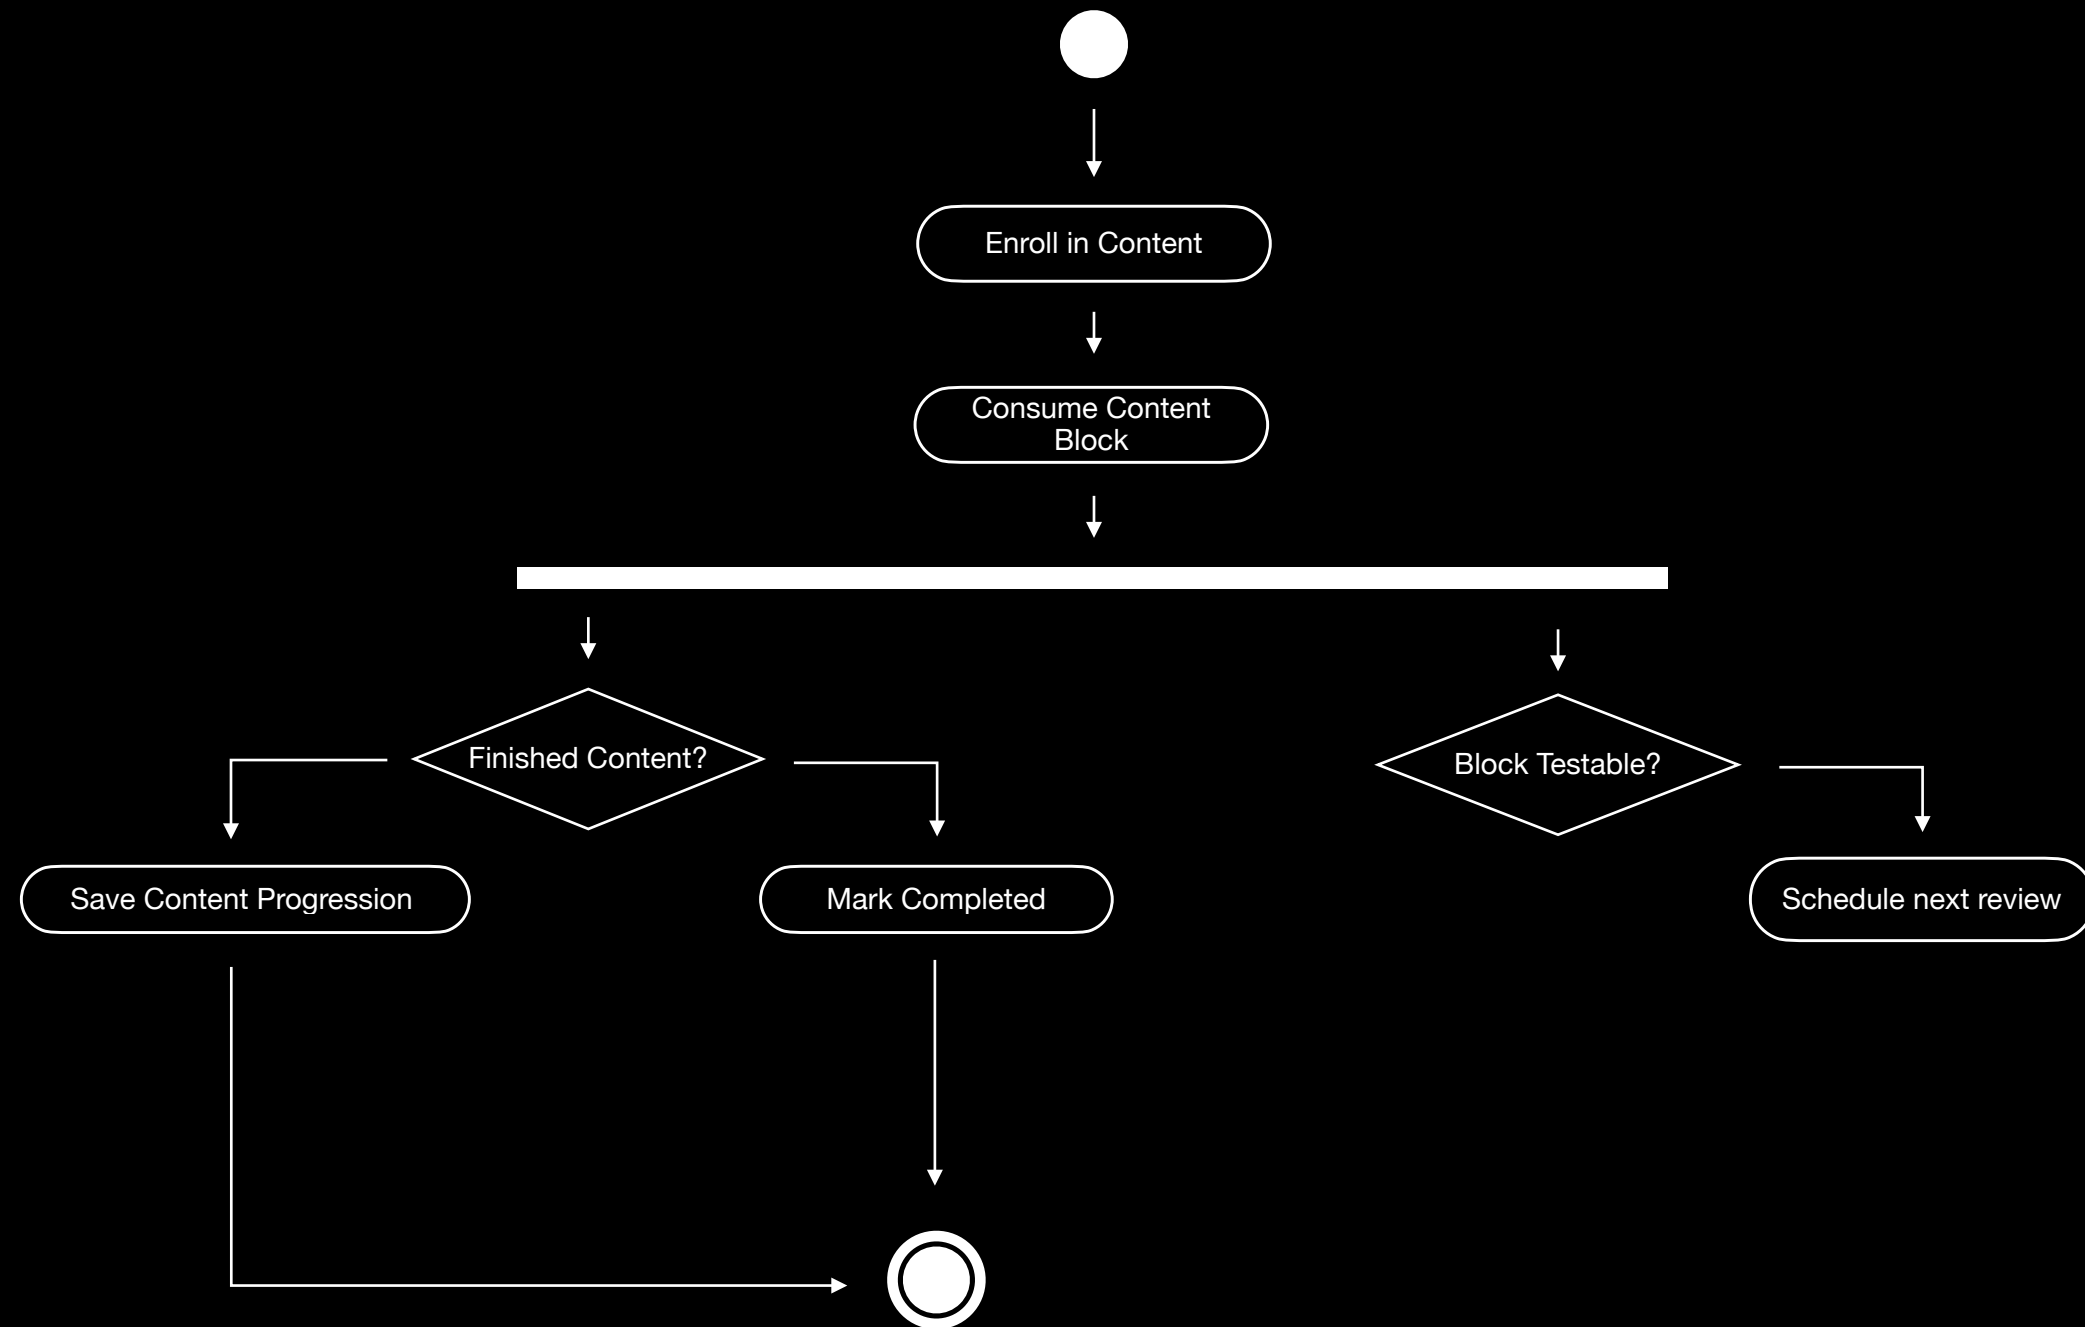 Enroll in Content
Consume Content
Block
Finished Content?
Block Testable?
Save Content Progression
Mark Completed
Schedule next review